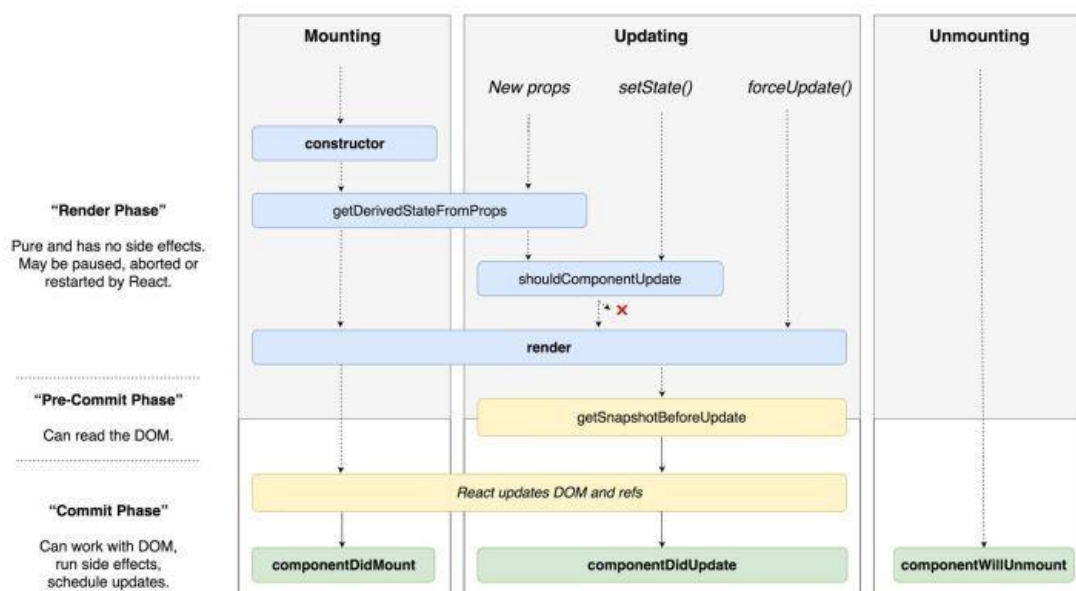 Mounting
Updating
Unmounting
New props
setState()
forceUpdate()
constructor
“Render Phase”
getDerivedStateFromProps
Pure and has no side effects.
May be paused, aborted or
restarted by React.
shouldComponentUpdate
render
“Pre-Commit Phase”
Can read the DOM.
getSnapshotBeforeUpdate
React updates DOM and refs
“Commit Phase”
Can work with DOM,
run side effects,
schedule updates.
componentDidMount
componentDidUpdate
componentWillUnmount